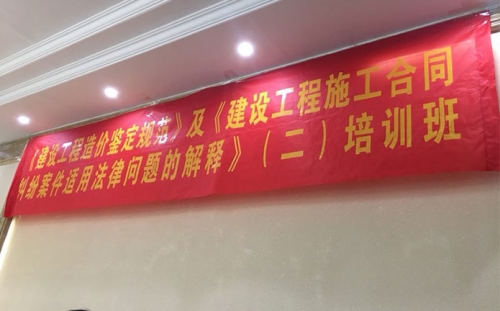 《建设工程造价鉴定规范》及《建设工程施工合同
纠纷案件适用法律问题的解释》（二）培训班